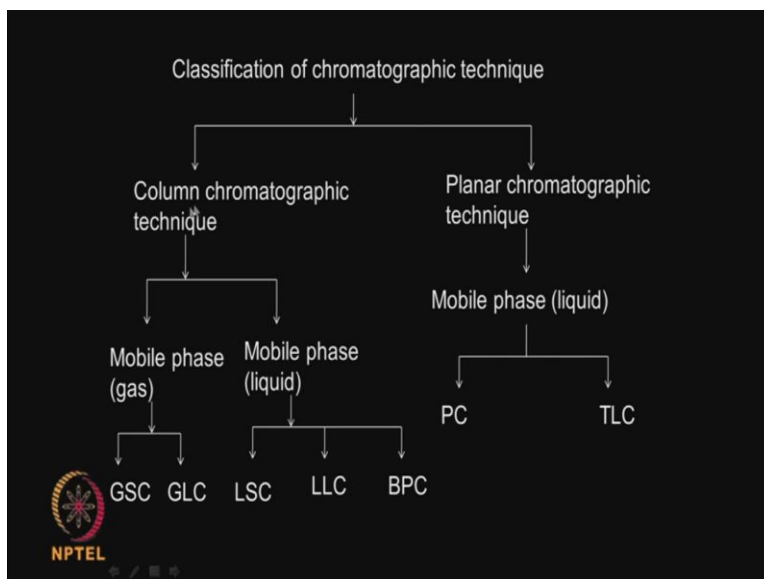 Classification of chromatographic technique
Column chromatographic
technique
Planar chromatographic
technique
Mobile phase
(gas)
Mobile phase
(liquid)
Mobile phase (liquid)
GSC
GLC
LSC
LLC
BPC
PC
TLC
NPTEL